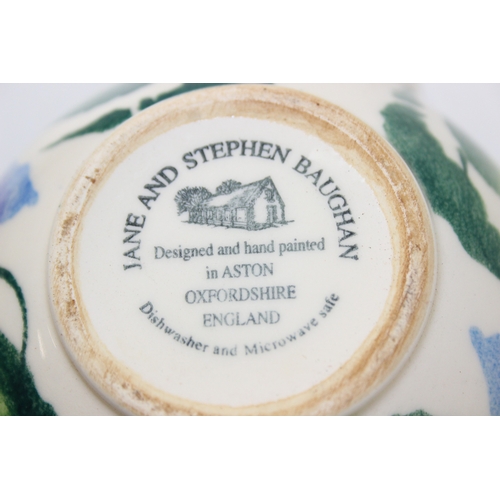 JANE AND STEPHEN BAUGHAN
Designed and hand painted
in ASTON
OXFORDSHIRE
ENGLAND
Dishwasher and Microwave safe